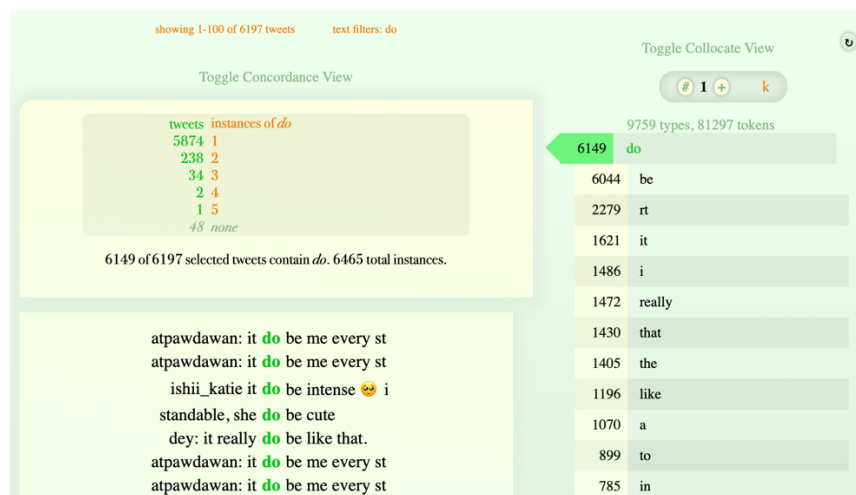 showing 1-100 of 6197 tweets text filters: do
Toggle Concordance View
tweets instances of do
5874 1
238 2
34 3
2 4
1 5
48 none
6149 of 6197 selected tweets contain do. 6465 total instances.
atpawdawan: it do be me every st
atpawdawan: it do be me every st
ishii_katie it do be intense 🥺 i
standable, she do be cute
dey: it really do be like that.
atpawdawan: it do be me every st
atpawdawan: it do be me every st
↻
Toggle Collocate View
# 1 + k
9759 types, 81297 tokens
6149 do
6044 be
2279 rt
1621 it
1486 i
1472 really
1430 that
1405 the
1196 like
1070 a
899 to
785 in